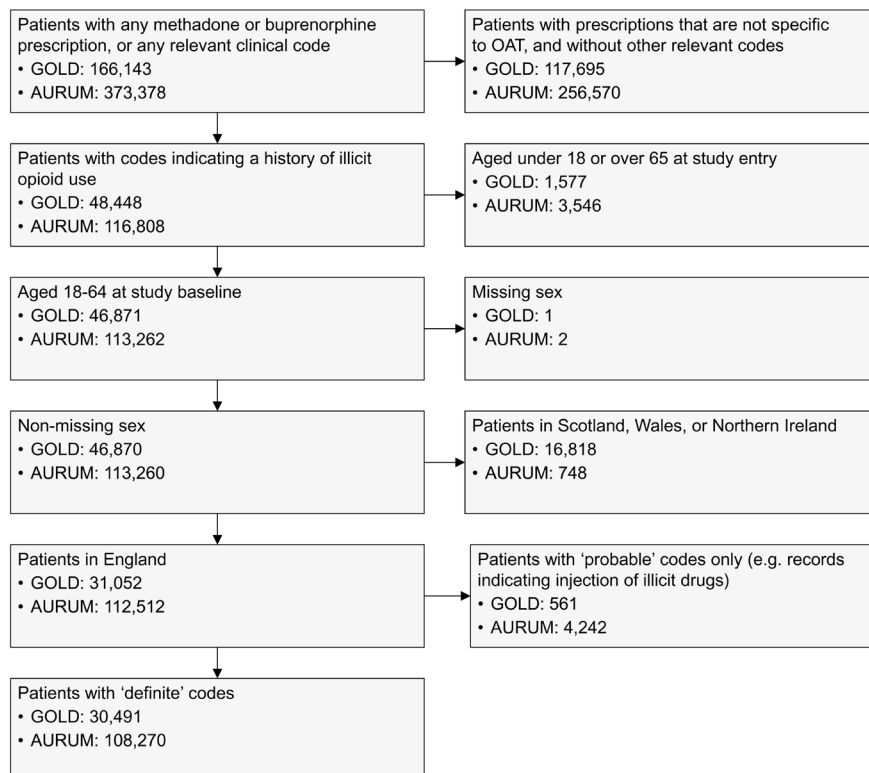 Patients with any methadone or buprenorphine
prescription, or any relevant clinical code
• GOLD: 166,143
• AURUM: 373,378
Patients with prescriptions that are not specific
to OAT, and without other relevant codes
• GOLD: 117,695
• AURUM: 256,570
Patients with codes indicating a history of illicit
opioid use
• GOLD: 48,448
• AURUM: 116,808
Aged under 18 or over 65 at study entry
• GOLD: 1,577
• AURUM: 3,546
Aged 18-64 at study baseline
• GOLD: 46,871
• AURUM: 113,262
Missing sex
• GOLD: 1
• AURUM: 2
Non-missing sex
• GOLD: 46,870
• AURUM: 113,260
Patients in Scotland, Wales, or Northern Ireland
• GOLD: 16,818
• AURUM: 748
Patients in England
• GOLD: 31,052
• AURUM: 112,512
Patients with ‘probable’ codes only (e.g. records
indicating injection of illicit drugs)
• GOLD: 561
• AURUM: 4,242
Patients with ‘definite’ codes
• GOLD: 30,491
• AURUM: 108,270